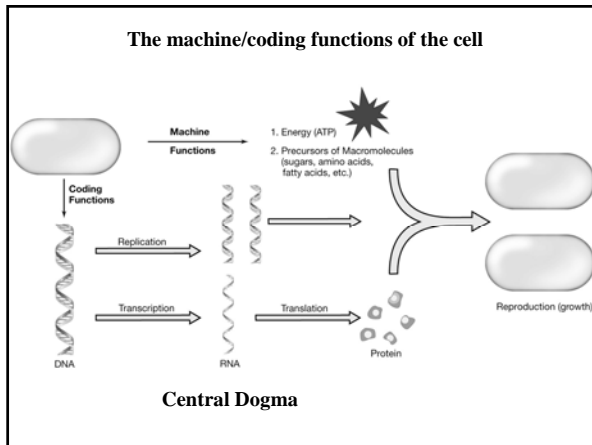 The machine/coding functions of the cell
Machine
Functions
1. Energy (ATP)
2. Precursors of Macromolecules
(sugars, amino acids,
fatty acids, etc.)
Coding
Functions
Replication
Transcription
Translation
Reproduction (growth)
Protein
DNA
RNA
Central Dogma